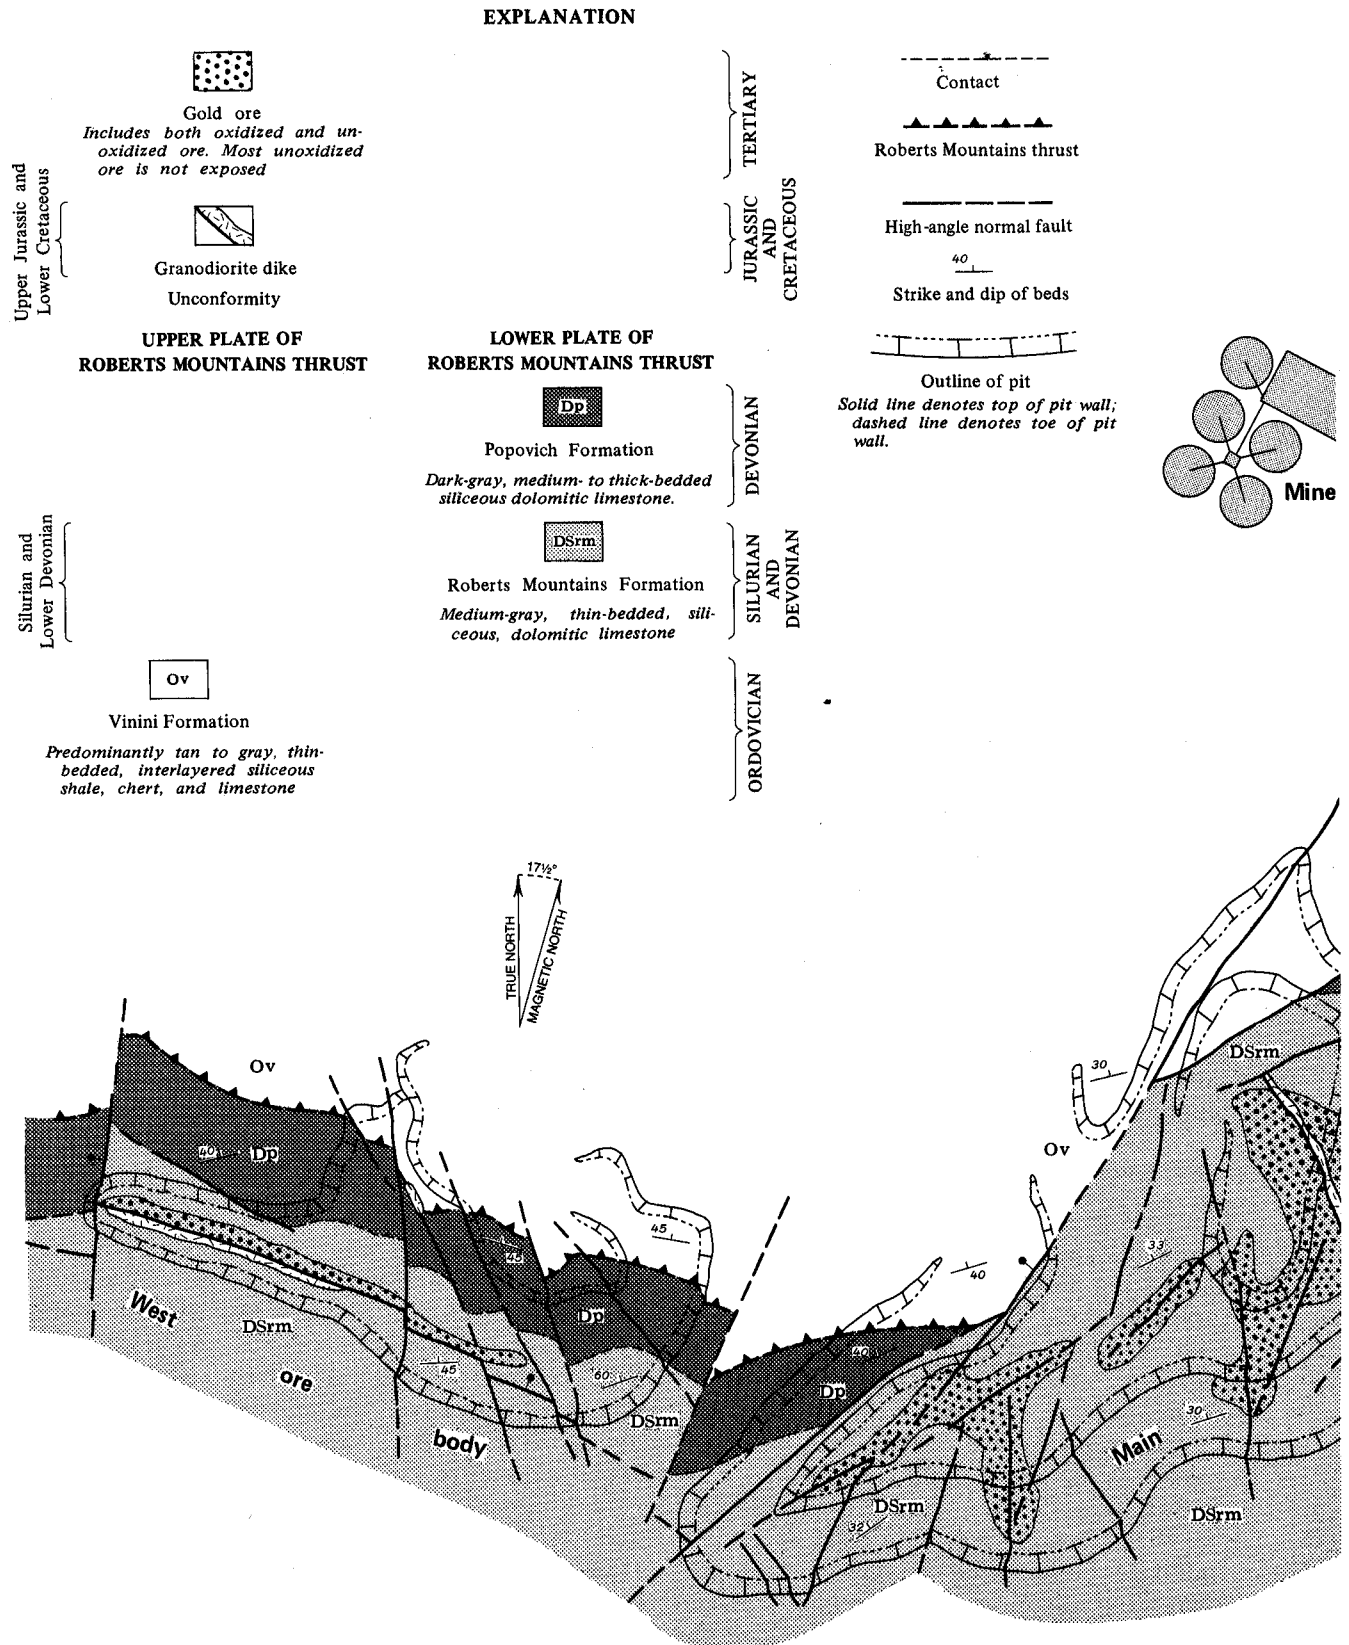 EXPLANATION
Gold ore
Includes both oxidized and un-
oxidized ore. Most unoxidized
ore is not exposed
TERTIARY
Upper Jurassic and
Lower Cretaceous
Granodiorite dike
JURASSIC
AND
CRETACEOUS
Unconformity
UPPER PLATE OF
ROBERTS MOUNTAINS THRUST
LOWER PLATE OF
ROBERTS MOUNTAINS THRUST
Dp
Popovich Formation
Dark-gray, medium- to thick-bedded
siliceous dolomitic limestone.
DEVONIAN
Silurian and
Lower Devonian
DSrm
Roberts Mountains Formation
Medium-gray, thin-bedded, sili-
ceous, dolomitic limestone
SILURIAN
AND
DEVONIAN
Ov
Vinini Formation
Predominantly tan to gray, thin-
bedded, interlayered siliceous
shale, chert, and limestone
ORDOVICIAN
Contact
Roberts Mountains thrust
High-angle normal fault
40
Strike and dip of beds
Outline of pit
Solid line denotes top of pit wall;
dashed line denotes toe of pit
wall.
Mine
17½°
TRUE NORTH
MAGNETIC NORTH
Ov
DSrm
30
40
Dp
Ov
45
45
33
40
West
DSrm
Dp
40
ore
45
60
Dp
DSrm
30
body
Main
DSrm
DSrm
32